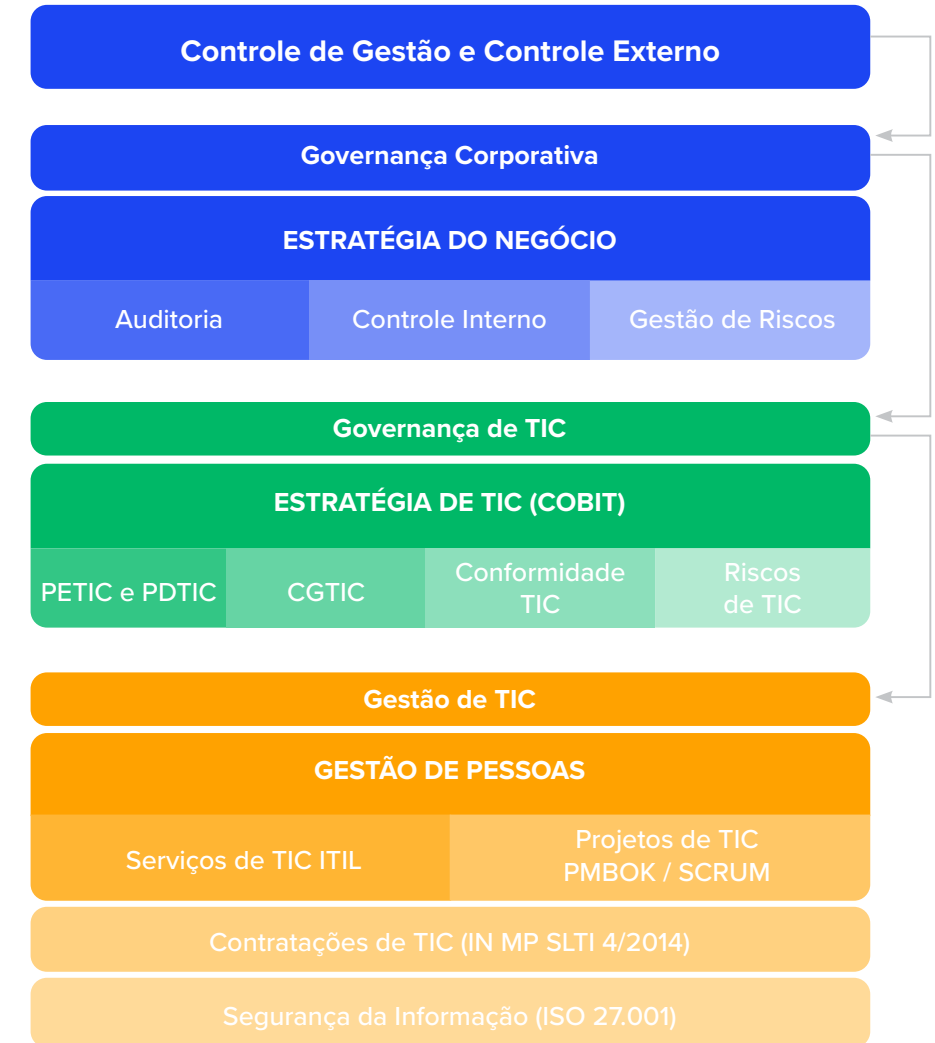 Controle de Gestão e Controle Externo
Governança Corporativa
ESTRATÉGIA DO NEGÓCIO
Auditoria
Controle Interno
Gestão de Riscos
Governança de TIC
ESTRATÉGIA DE TIC (COBIT)
PETIC e PDTIC
CGTIC
Conformidade
TIC
Riscos
de TIC
Gestão de TIC
GESTÃO DE PESSOAS
Serviços de TIC ITIL
Projetos de TIC
PMBOK / SCRUM
Contratações de TIC (IN MP SLTI 4/2014)
Segurança da Informação (ISO 27.001)